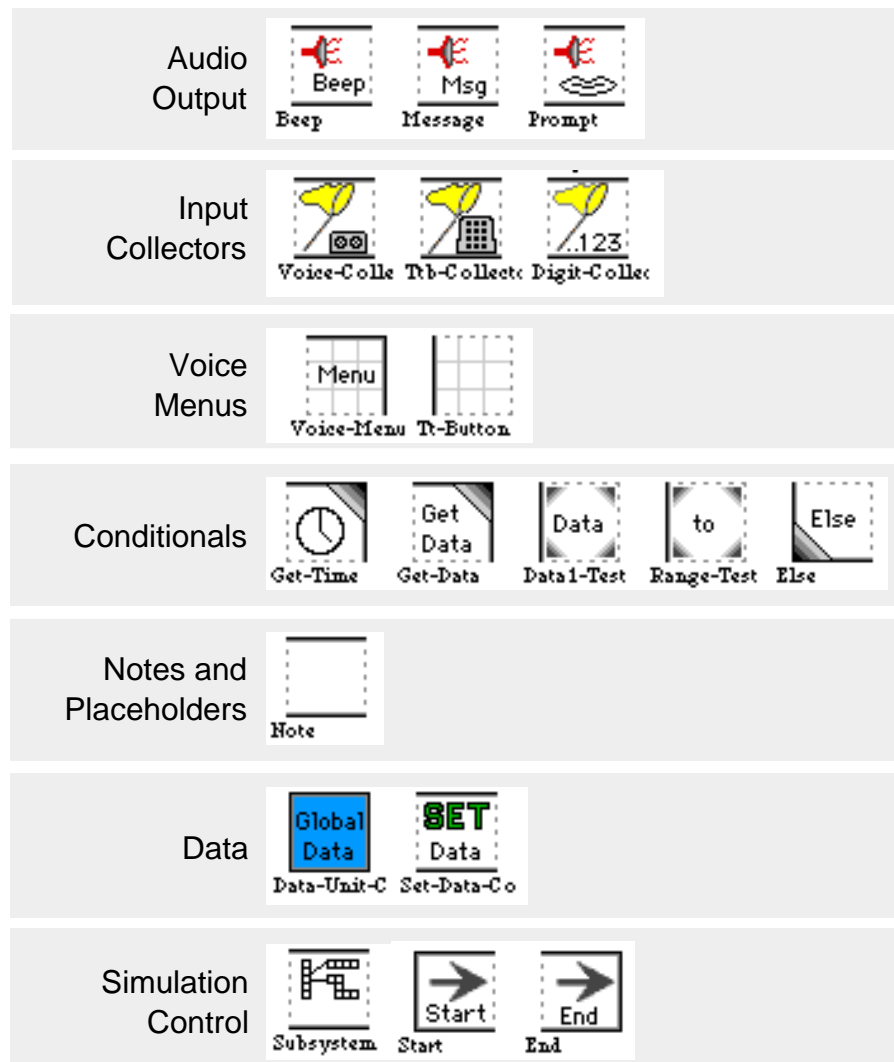 Audio
Output
Beep Msg
Beep Message Prompt
Input
Collectors
..123
Voice-Colle Ttb-Collecto Digit-Collec
Voice
Menus
Menu
Voice-Menu Tt-Button
Conditionals
Get Data Data to Else
Get-Time Get-Data Data1-Test Range-Test Else
Notes and
Placeholders
Note
Data
Global Data SET Data
Data-Unit-C Set-Data-Co
Simulation
Control
Start End
Subsystem Start End